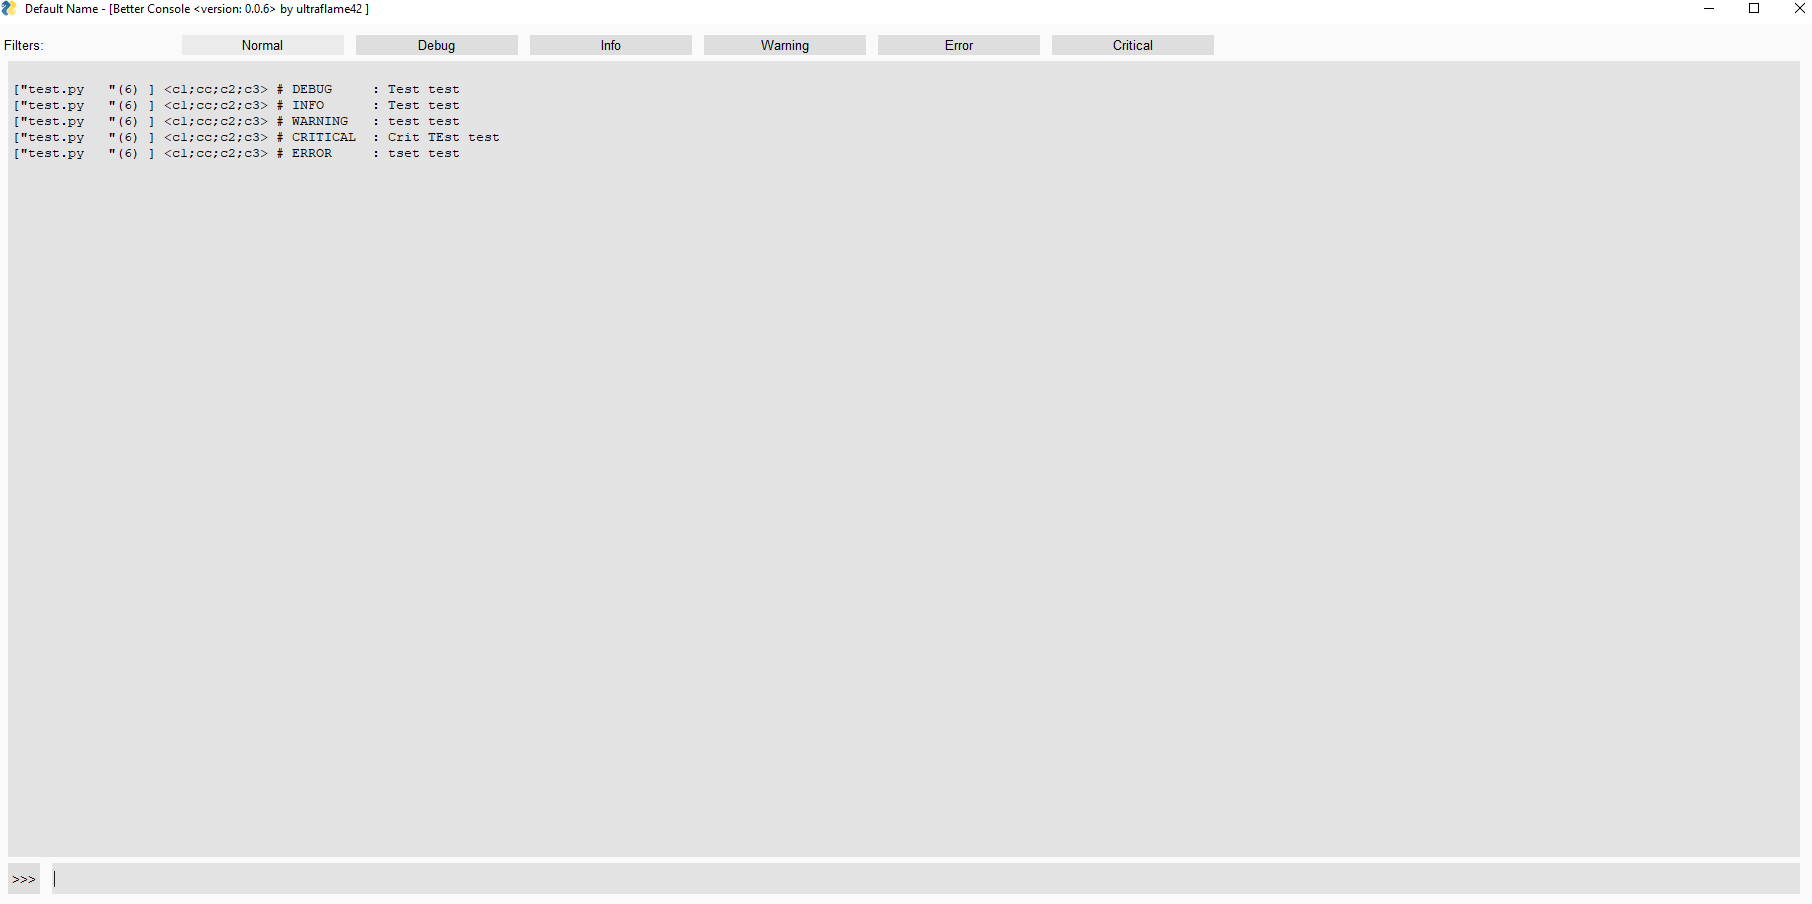 Default Name - [Better Console <version: 0.0.6> by ultraflame42 ]
Filters: Normal Debug Info Warning Error Critical
["test.py   "(6) ] <c1;cc;c2;c3> # DEBUG     : Test test
["test.py   "(6) ] <c1;cc;c2;c3> # INFO      : Test test
["test.py   "(6) ] <c1;cc;c2;c3> # WARNING   : test test
["test.py   "(6) ] <c1;cc;c2;c3> # CRITICAL  : Crit TEst test
["test.py   "(6) ] <c1;cc;c2;c3> # ERROR     : tset test
>>>